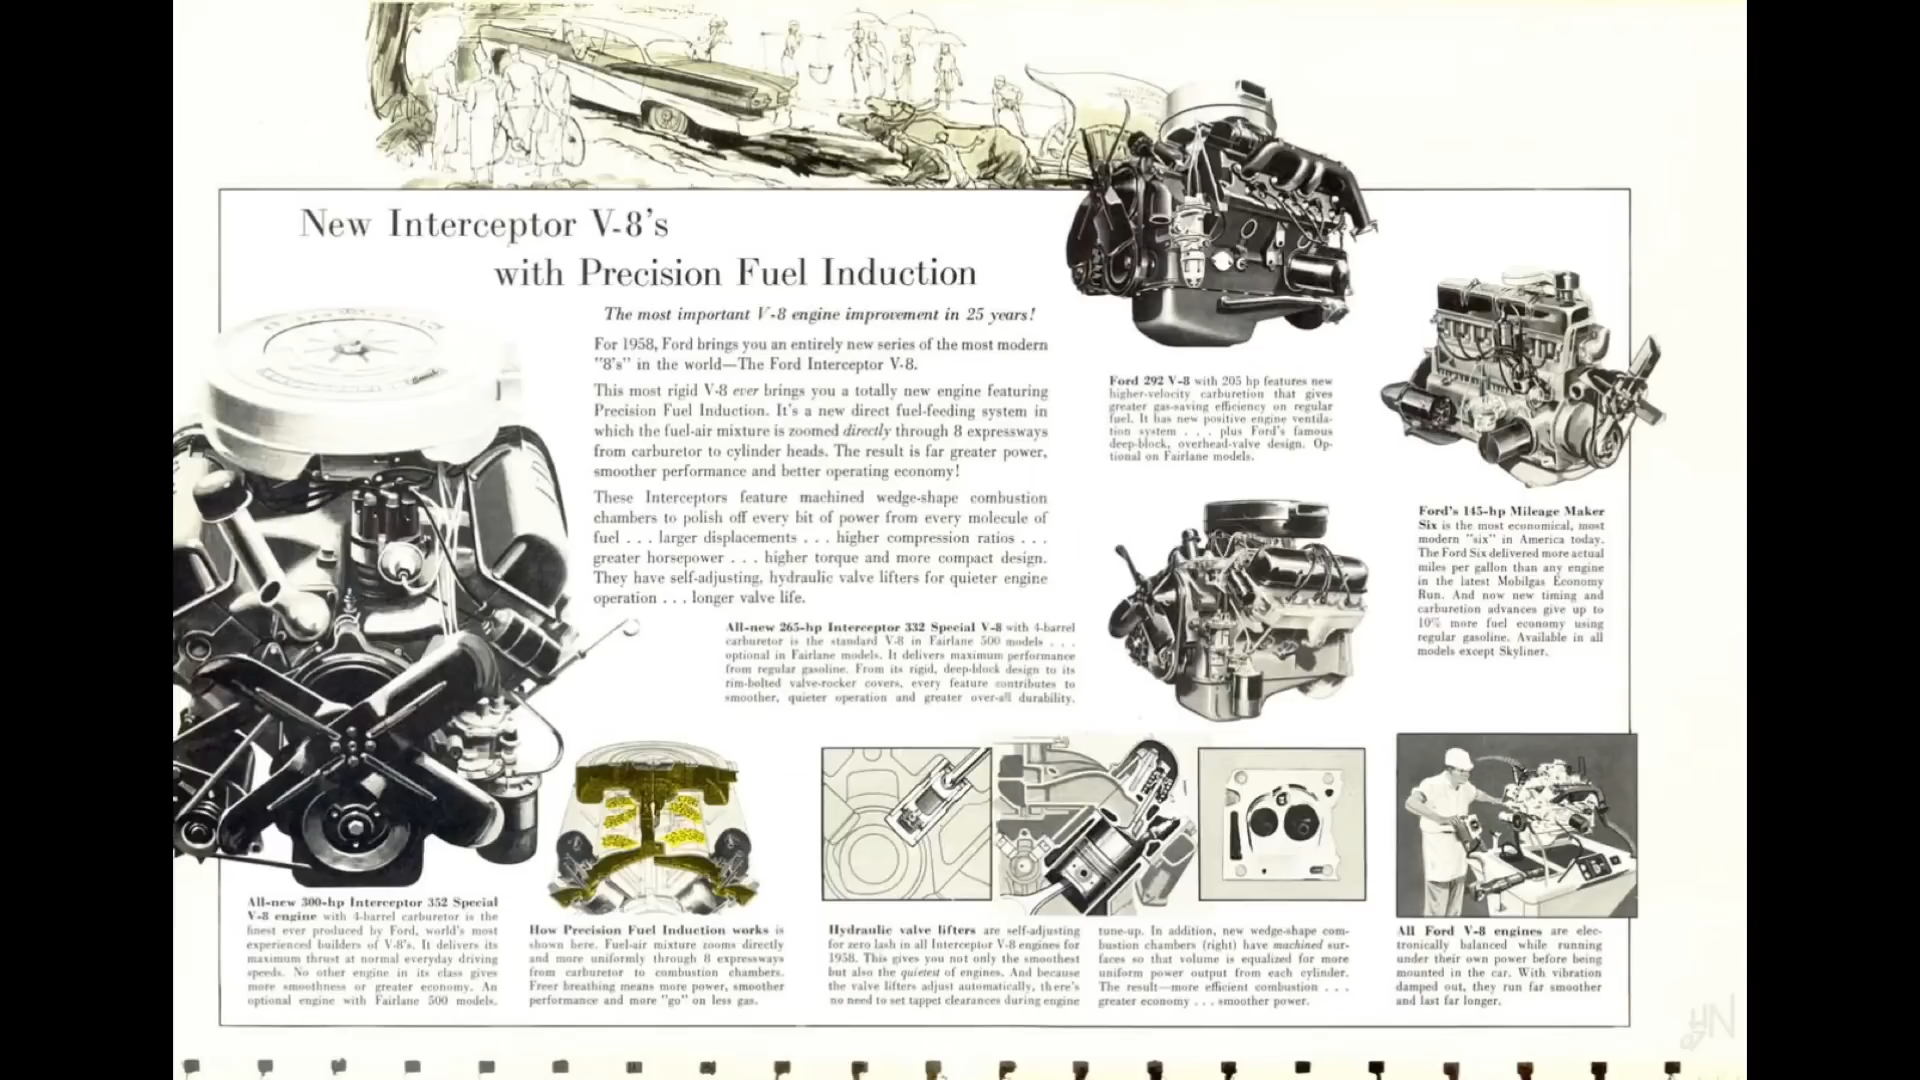 New Interceptor V-8's
with Precision Fuel Induction
The most important V-8 engine improvement in 25 years!
For 1958, Ford brings you an entirely new series of the most modern
"8's" in the world—The Ford Interceptor V-8.
This most rigid V-8 ever brings you a totally new engine featuring
Precision Fuel Induction. It's a new direct fuel-feeding system in
which the fuel-air mixture is zoomed directly through 8 expressways
from carburetor to cylinder heads. The result is far greater power,
smoother performance and better operating economy!
These Interceptors feature machined wedge-shape combustion
chambers to polish off every bit of power from every molecule of
fuel . . . larger displacements . . . higher compression ratios . . .
greater horsepower . . . higher torque and more compact design.
They have self-adjusting, hydraulic valve lifters for quieter engine
operation . . . longer valve life.
Ford 292 V-8 with 205 hp features new
higher-velocity carburetion that gives
greater gas-saving efficiency on regular
fuel. It has new positive engine ventila-
tion system . . . plus Ford's famous
deep-block, overhead-valve design. Op-
tional on Fairlane models.
Ford's 145-hp Mileage Maker
Six is the most economical, most
modern "six" in America today.
The Ford Six delivered more actual
miles per gallon than any engine
in the latest Mobilgas Economy
Run. And now new timing and
carburetion advances give up to
10% more fuel economy using
regular gasoline. Available in all
models except Skyliner.
All-new 265-hp Interceptor 332 Special V-8 with 4-barrel
carburetor is the standard V-8 in Fairlane 500 models . . .
optional in Fairlane models. It delivers maximum performance
from regular gasoline. From its rigid, deep-block design to its
rim-bolted valve-rocker covers, every feature contributes to
smoother, quieter operation and greater over-all durability.
All-new 300-hp Interceptor 352 Special
V-8 engine with 4-barrel carburetor is the
finest ever produced by Ford, world's most
experienced builders of V-8's. It delivers its
maximum thrust at normal everyday driving
speeds. No other engine in its class gives
more smoothness or greater economy. An
optional engine with Fairlane 500 models.
How Precision Fuel Induction works is
shown here. Fuel-air mixture zooms directly
and more uniformly through 8 expressways
from carburetor to combustion chambers.
Freer breathing means more power, smoother
performance and more "go" on less gas.
Hydraulic valve lifters are self-adjusting
for zero lash in all Interceptor V-8 engines for
1958. This gives you not only the smoothest
but also the quietest of engines. And because
the valve lifters adjust automatically, there's
no need to set tappet clearances during engine
tune-up. In addition, new wedge-shape com-
bustion chambers (right) have machined sur-
faces so that volume is equalized for more
uniform power output from each cylinder.
The result—more efficient combustion . . .
greater economy . . . smoother power.
All Ford V-8 engines are elec-
tronically balanced while running
under their own power before being
mounted in the car. With vibration
damped out, they run far smoother
and last far longer.